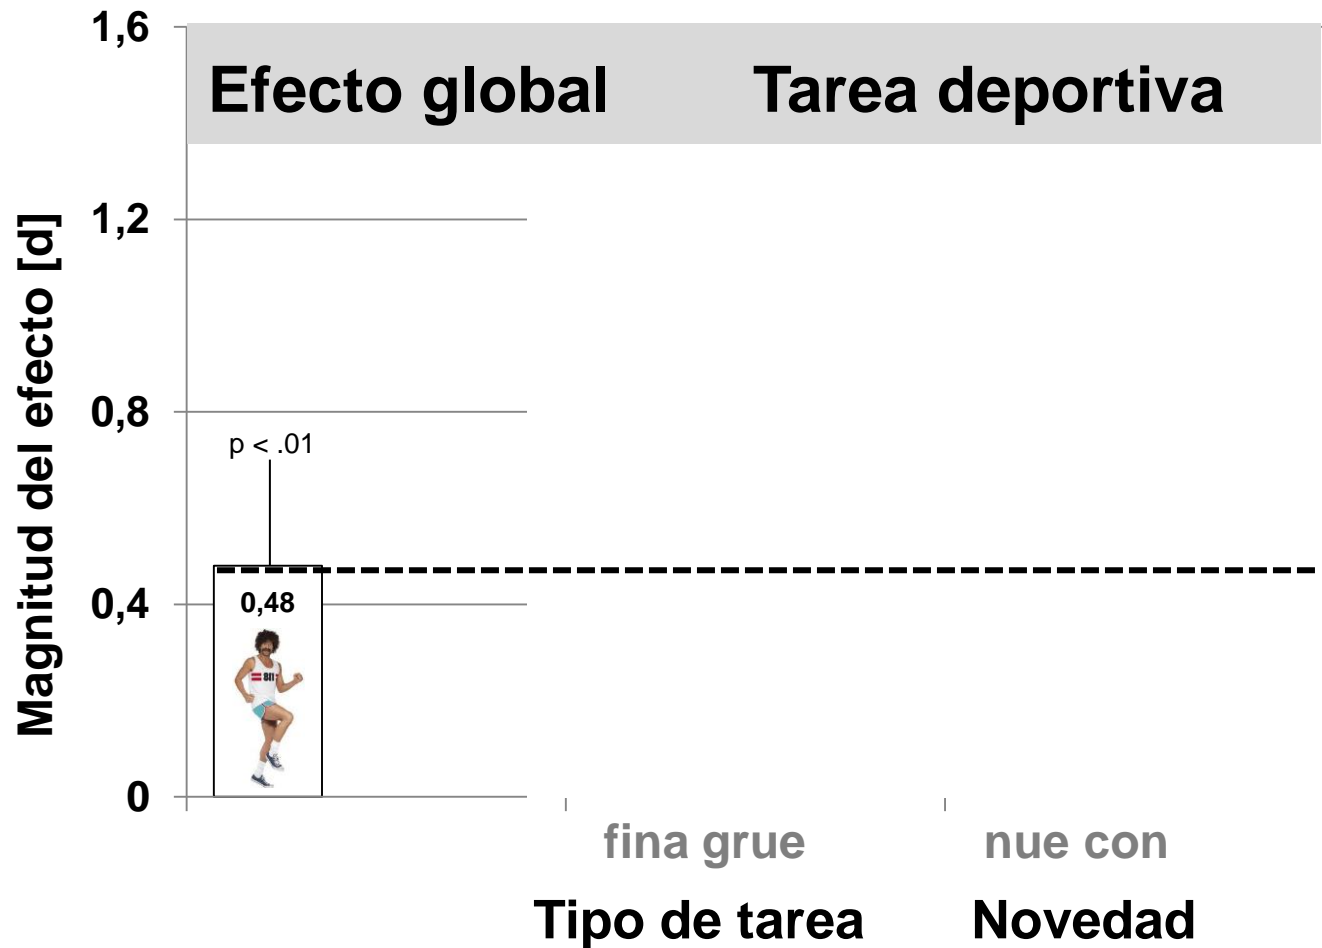 1,6
Efecto global
Tarea deportiva
1,2
Magnitud del efecto [d]
0,8
p < .01
0,4
0,48
811
0
fina grue
nue con
Tipo de tarea
Novedad